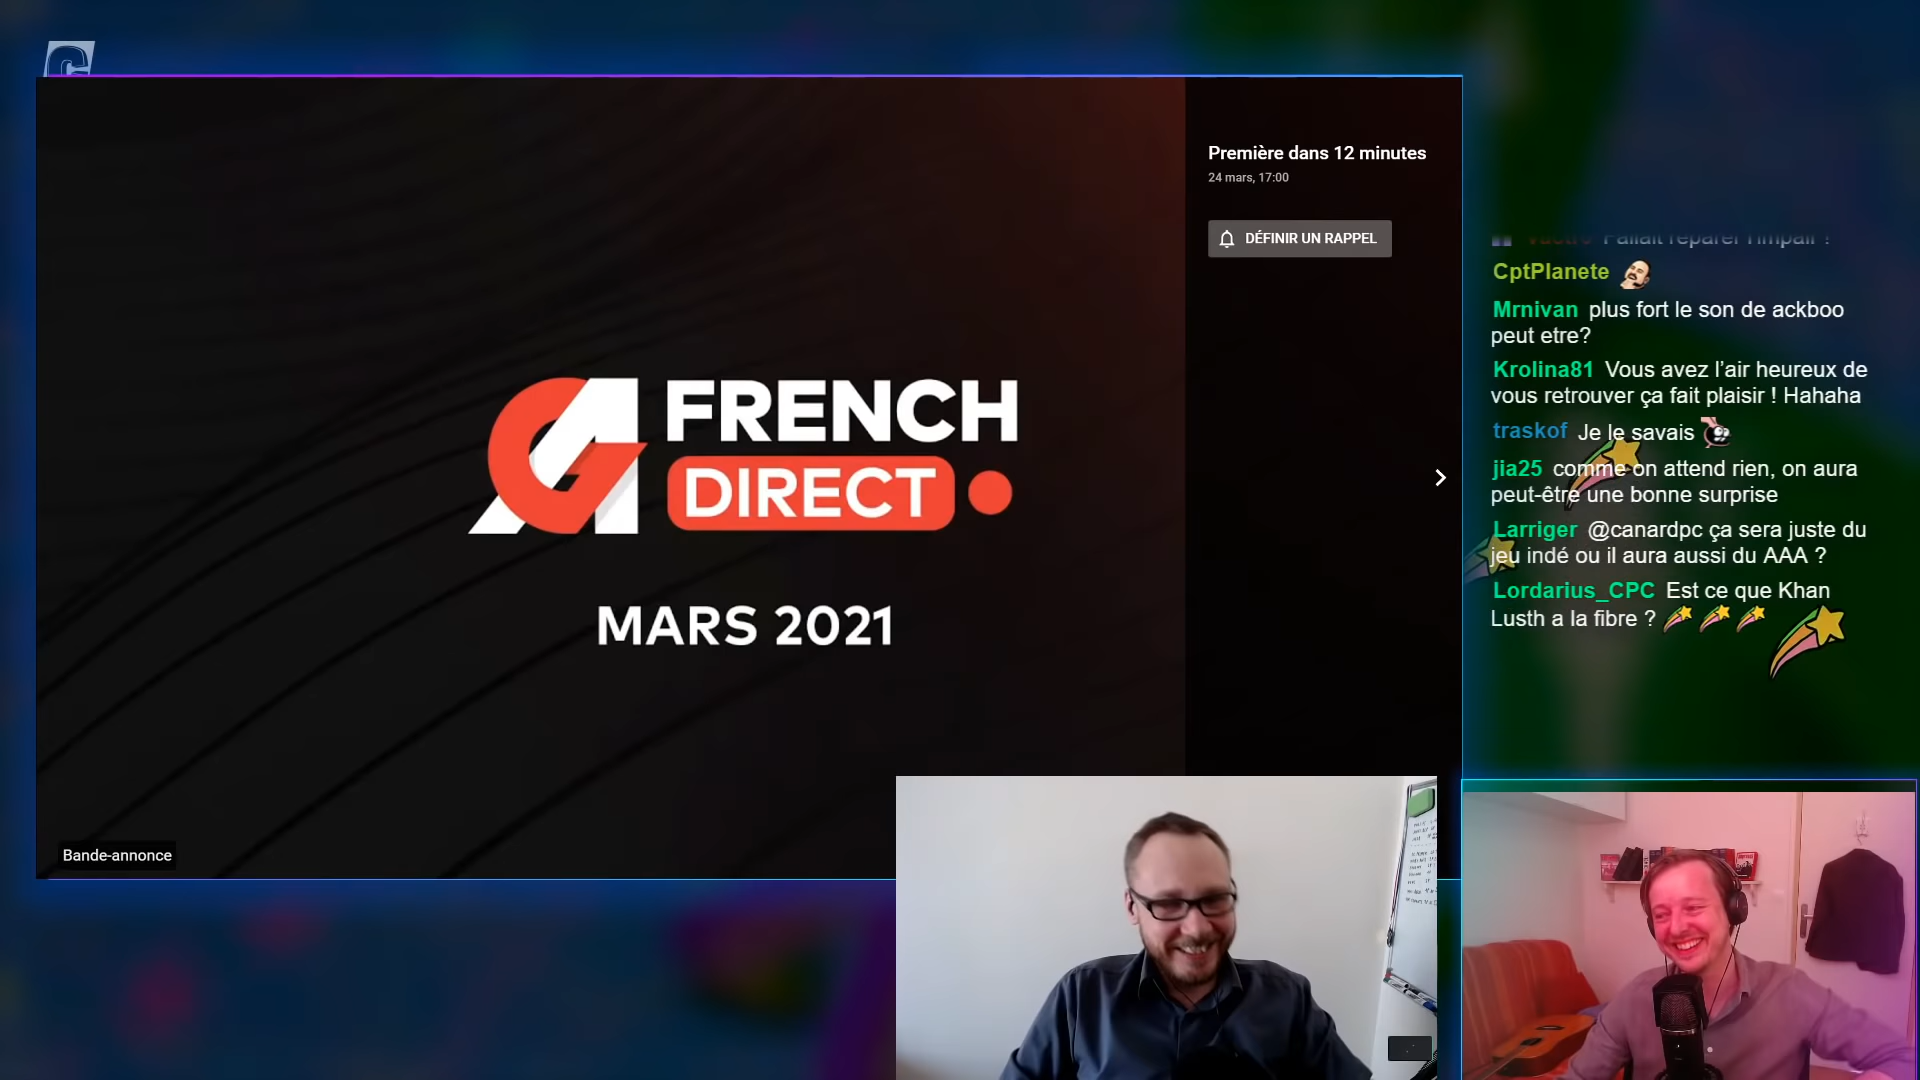 Première dans 12 minutes
24 mars, 17:00
DÉFINIR UN RAPPEL
FRENCH
DIRECT
MARS 2021
Bande-annonce
Fallait réparer l'impair !
CptPlanete
Mrnivan plus fort le son de ackboo
peut etre?
Krolina81 Vous avez l'air heureux de
vous retrouver ça fait plaisir ! Hahaha
traskof Je le savais
jia25 comme on attend rien, on aura
peut-être une bonne surprise
Larriger @canardpc ça sera juste du
jeu indé ou il aura aussi du AAA ?
Lordarius_CPC Est ce que Khan
Lusth a la fibre ?